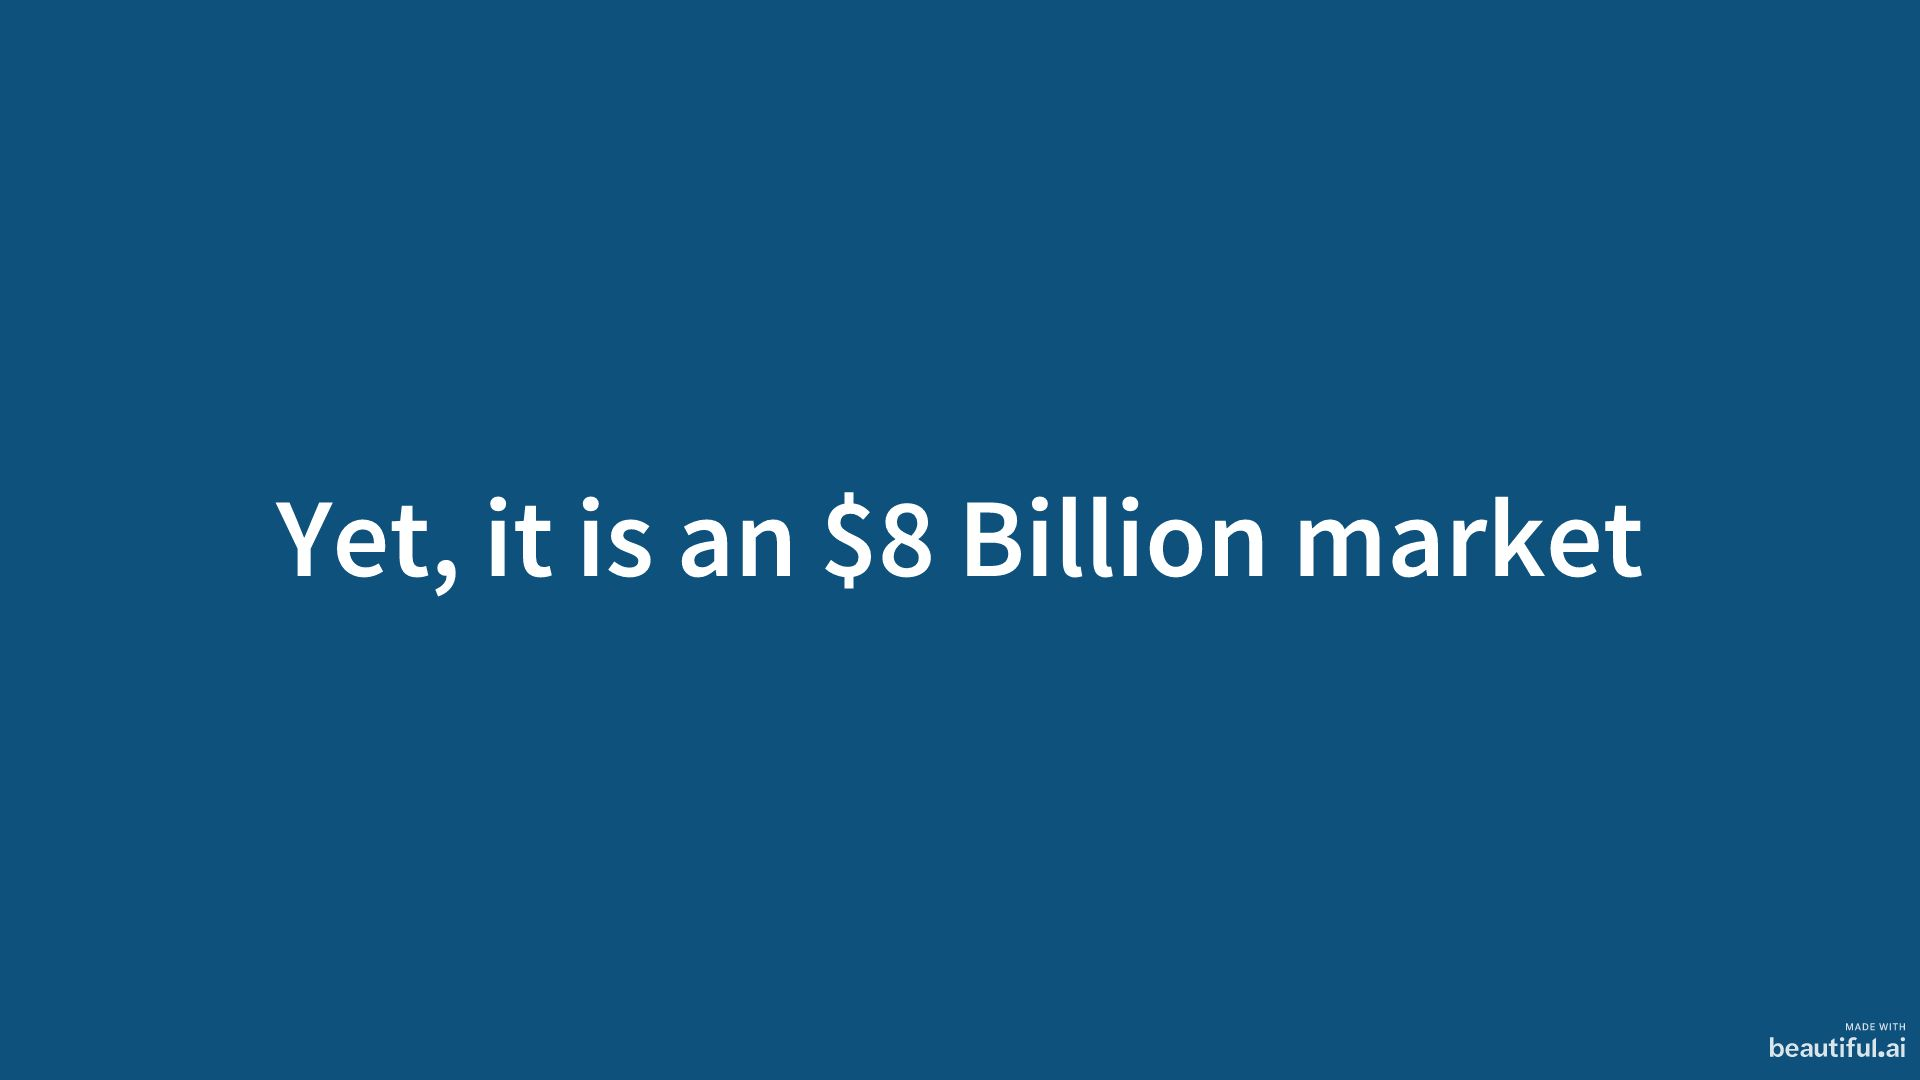 Yet, it is an $8 Billion market
MADE WITH
beautiful.ai